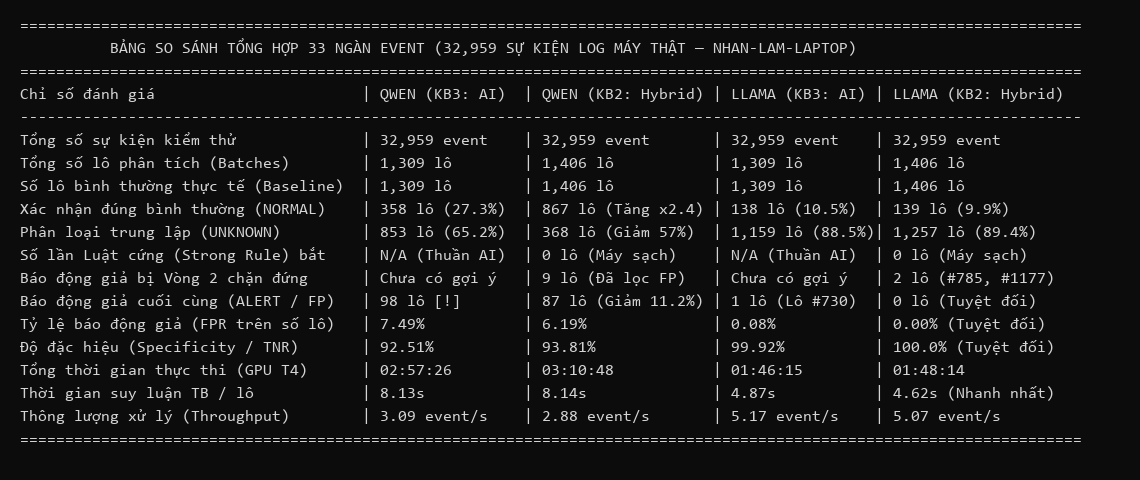 ======================================================================================================================
BẢNG SO SÁNH TỔNG HỢP 33 NGÀN EVENT (32,959 SỰ KIỆN LOG MÁY THẬT — NHAN-LAM-LAPTOP)
======================================================================================================================
Chỉ số đánh giá | QWEN (KB3: AI) | QWEN (KB2: Hybrid) | LLAMA (KB3: AI) | LLAMA (KB2: Hybrid)
----------------------------------------------------------------------------------------------------------------------
Tổng số sự kiện kiểm thử | 32,959 event | 32,959 event | 32,959 event | 32,959 event
Tổng số lô phân tích (Batches) | 1,309 lô | 1,406 lô | 1,309 lô | 1,406 lô
Số lô bình thường thực tế (Baseline) | 1,309 lô | 1,406 lô | 1,309 lô | 1,406 lô
Xác nhận đúng bình thường (NORMAL) | 358 lô (27.3%) | 867 lô (Tăng x2.4) | 138 lô (10.5%) | 139 lô (9.9%)
Phân loại trung lập (UNKNOWN) | 853 lô (65.2%) | 368 lô (Giảm 57%) | 1,159 lô (88.5%)| 1,257 lô (89.4%)
Số lần Luật cứng (Strong Rule) bắt | N/A (Thuần AI) | 0 lô (Máy sạch) | N/A (Thuần AI) | 0 lô (Máy sạch)
Báo động giả bị Vòng 2 chặn đứng | Chưa có gợi ý | 9 lô (Đã lọc FP) | Chưa có gợi ý | 2 lô (#785, #1177)
Báo động giả cuối cùng (ALERT / FP) | 98 lô [!] | 87 lô (Giảm 11.2%) | 1 lô (Lô #730) | 0 lô (Tuyệt đối)
Tỷ lệ báo động giả (FPR trên số lô) | 7.49% | 6.19% | 0.08% | 0.00% (Tuyệt đối)
Độ đặc hiệu (Specificity / TNR) | 92.51% | 93.81% | 99.92% | 100.0% (Tuyệt đối)
Tổng thời gian thực thi (GPU T4) | 02:57:26 | 03:10:48 | 01:46:15 | 01:48:14
Thời gian suy luận TB / lô | 8.13s | 8.14s | 4.87s | 4.62s (Nhanh nhất)
Thông lượng xử lý (Throughput) | 3.09 event/s | 2.88 event/s | 5.17 event/s | 5.07 event/s
======================================================================================================================